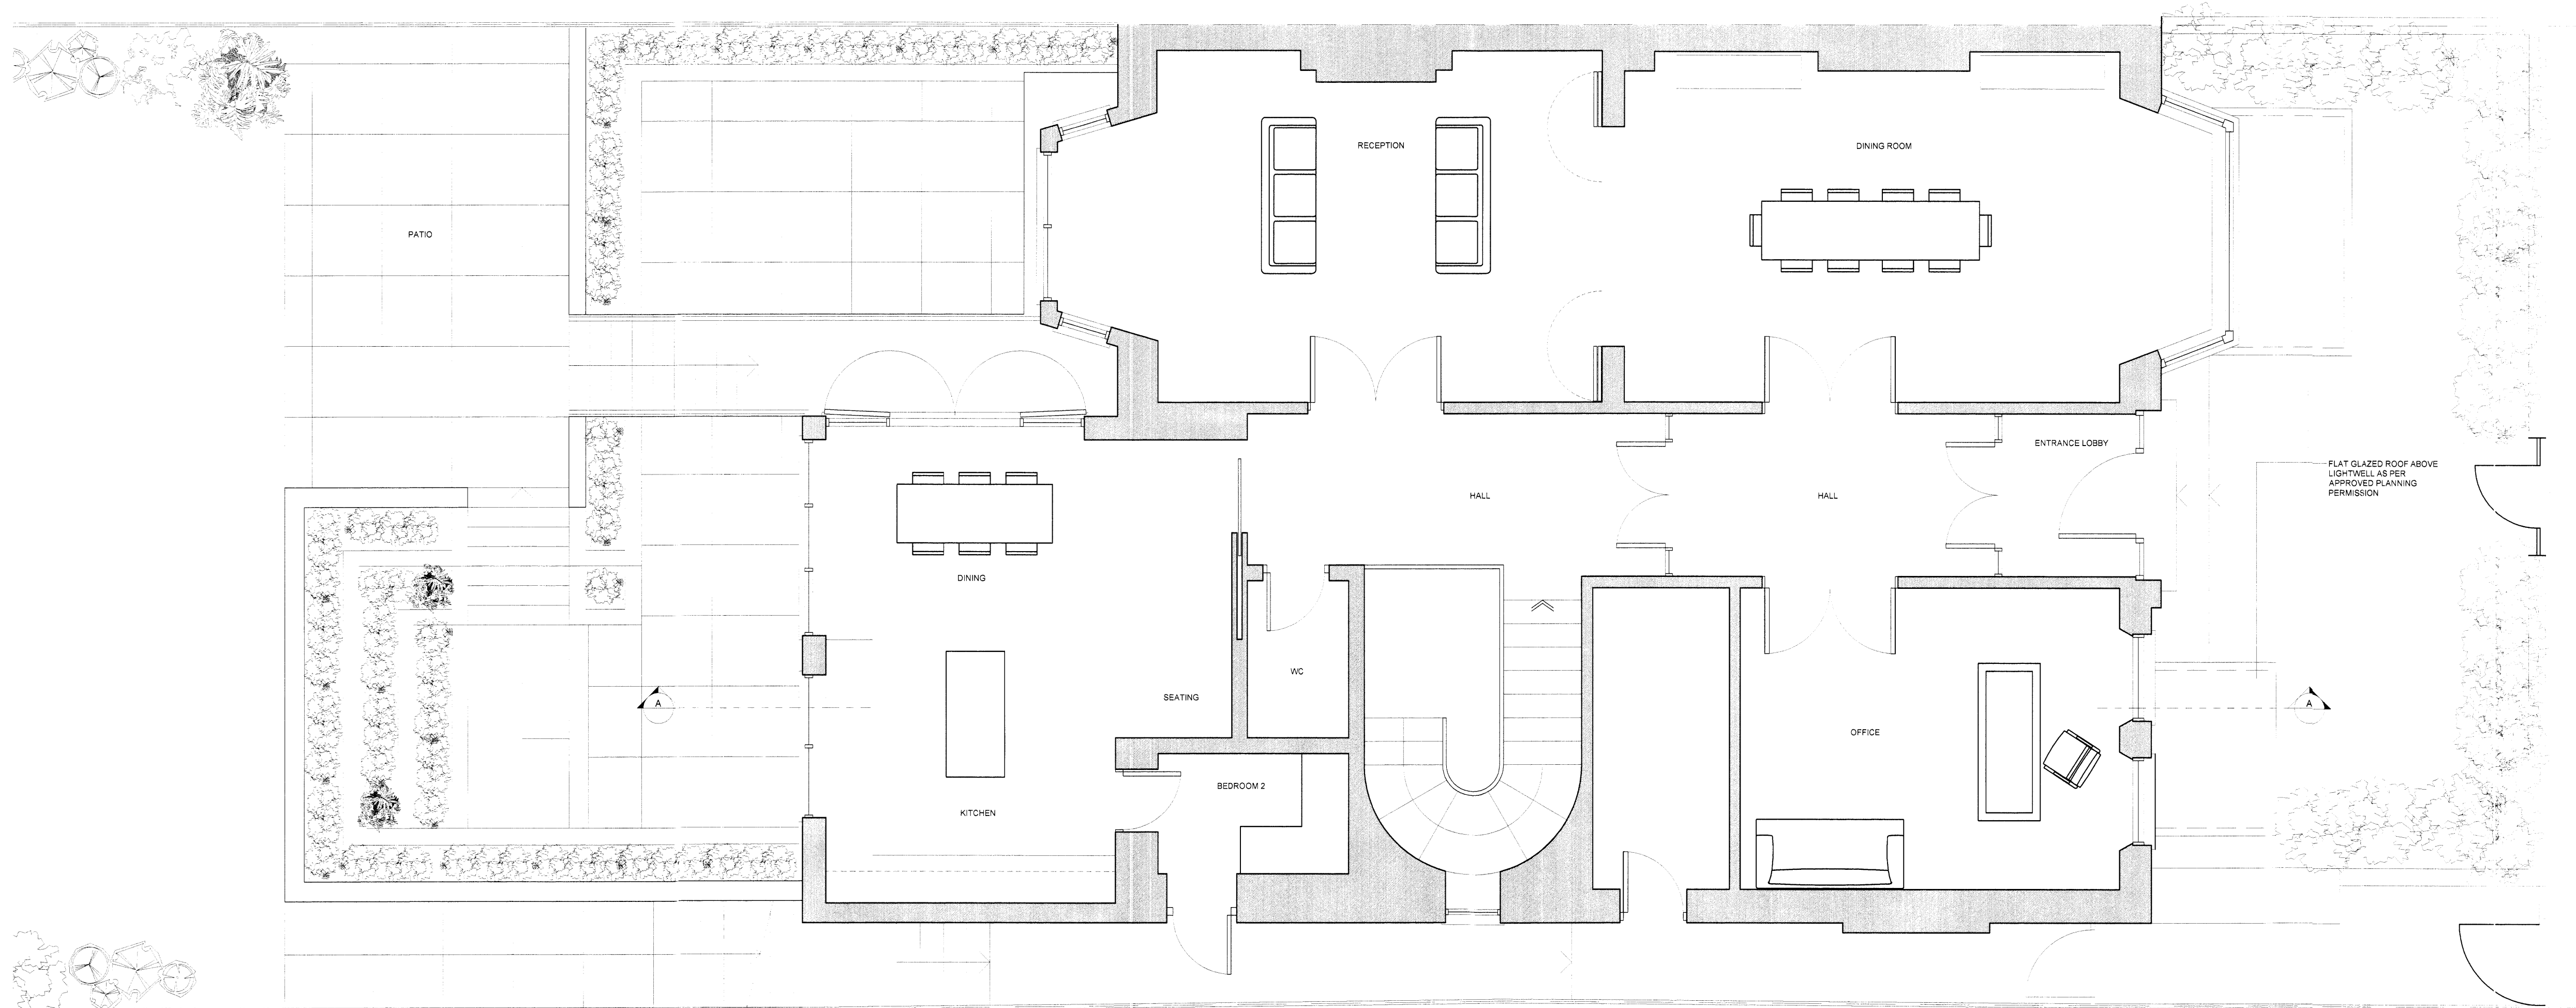 RECEPTION
DINING ROOM
PATIO
ENTRANCE LOBBY
FLAT GLAZED ROOF ABOVE
LIGHTWELL AS PER
APPROVED PLANNING
PERMISSION
HALL
HALL
DINING
WC
SEATING
A
A
OFFICE
BEDROOM 2
KITCHEN